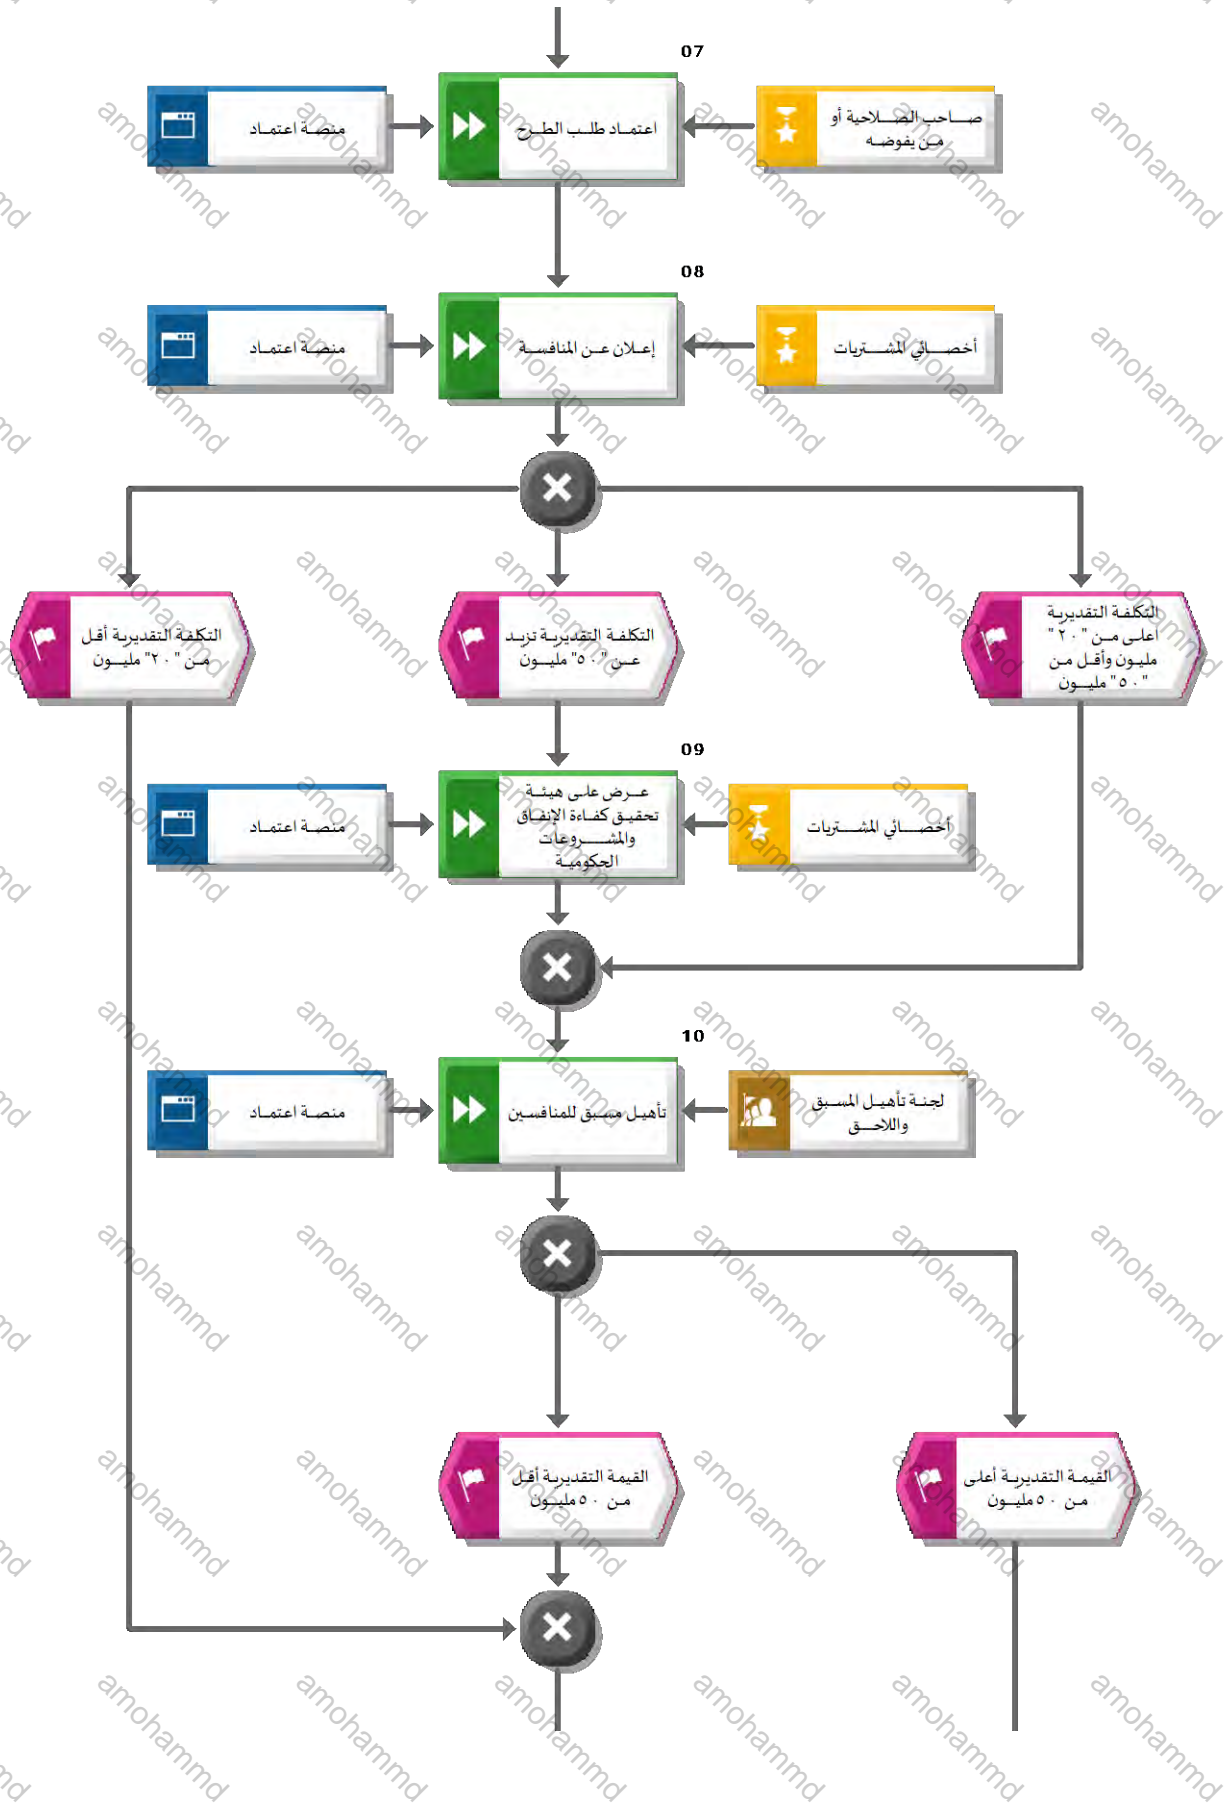 07
صاحب الصلاحية أو
من يفوضه
اعتماد طلب الطرح
منصة اعتماد
08
أخصائي المشتريات
إعلان عن المنافسة
منصة اعتماد
التكلفة التقديرية
أعلى من "٢٠"
مليون وأقل من
"٥٠" مليون
التكلفة التقديرية تزيد
عن "٥٠" مليون
التكلفة التقديرية أقل
من "٢٠" مليون
09
أخصائي المشتريات
عرض على هيئة
تحقيق كفاءة الإنفاق
والمشروعات
الحكومية
منصة اعتماد
10
لجنة تأهيل المسبق
واللاحق
تأهيل مسبق للمنافسين
منصة اعتماد
القيمة التقديرية أعلى
من ٥٠ مليون
القيمة التقديرية أقل
من ٥٠ مليون
amohammd